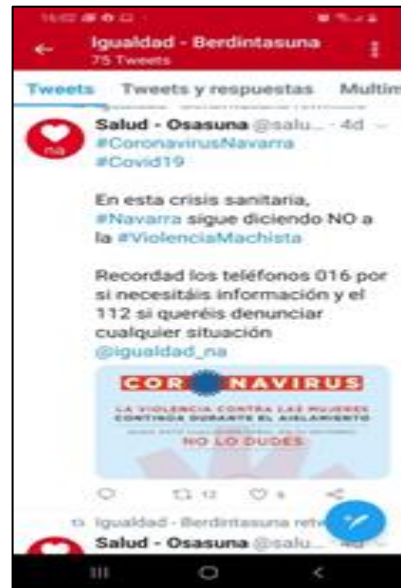 Igualdad - Berdintasuna
75 Tweets
Tweets Tweets y respuestas Multim
Salud - Osasuna @salu... · 4d
na
#CoronavirusNavarra
#Covid19
En esta crisis sanitaria,
#Navarra sigue diciendo NO a
la #ViolenciaMachista
Recordad los teléfonos 016 por
si necesitáis información y el
112 si queréis denunciar
cualquier situación
@igualdad_na
CORONAVIRUS
LA VIOLENCIA CONTRA LAS MUJERES
CONTINÚA DURANTE EL AISLAMIENTO
NO LO DUDES
12
Igualdad - Berdintasuna retw
Salud - Osasuna @salu... · 4d